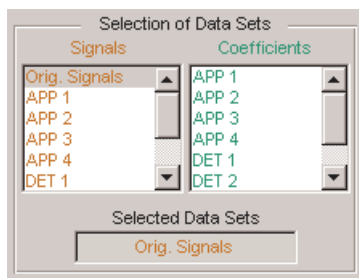 Selection of Data Sets
Signals
Coefficients
Orig. Signals
APP 1
APP 2
APP 3
APP 4
DET 1
APP 1
APP 2
APP 3
APP 4
DET 1
DET 2
Selected Data Sets
Orig. Signals